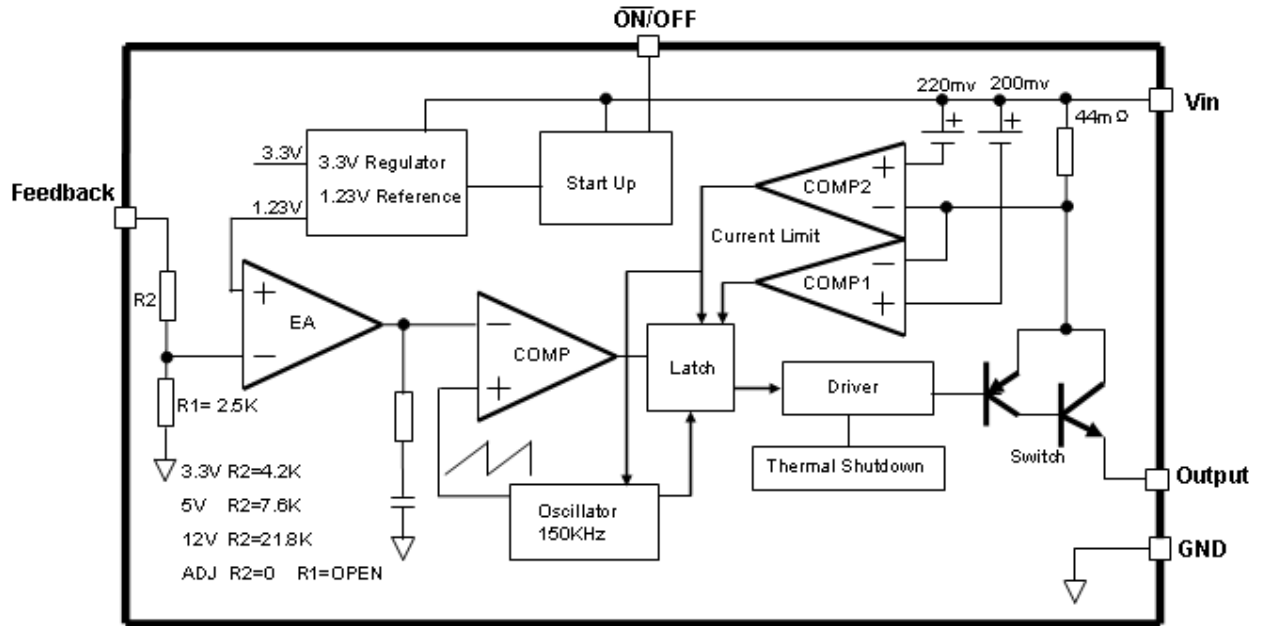 ON/OFF
220mv 200mv
Vin
44mΩ
3.3V
3.3V Regulator
1.23V Reference
1.23V
Start Up
COMP2
Feedback
Current Limit
COMP1
R2
EA
COMP
Latch
Driver
R1= 2.5K
Thermal Shutdown
Switch
3.3V R2=4.2K
5V R2=7.6K
12V R2=21.8K
ADJ R2=0 R1=OPEN
Oscillator
150KHz
Output
GND